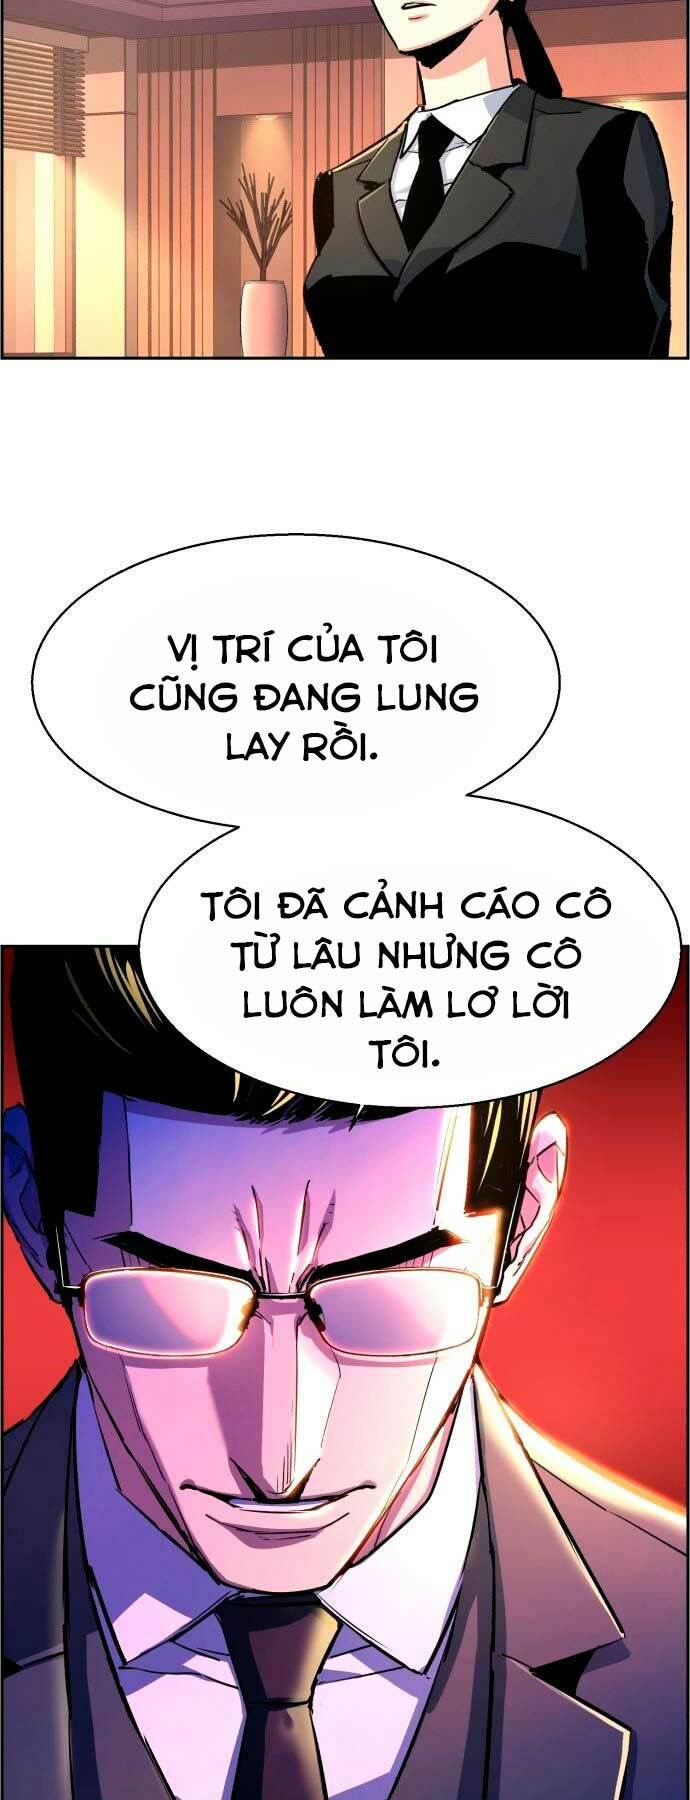 VỊ TRÍ CỦA TÔI
CŨNG ĐANG LUNG
LAY RỒI.
TÔI ĐÃ CẢNH CÁO CÔ
TỪ LÂU NHƯNG CÔ
LUÔN LÀM LƠ LỜI
TÔI.